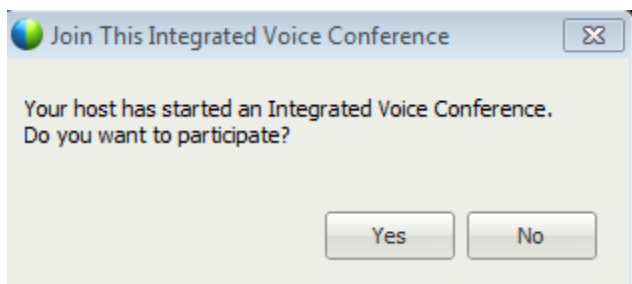 Join This Integrated Voice Conference
Your host has started an Integrated Voice Conference.
Do you want to participate?
Yes
No